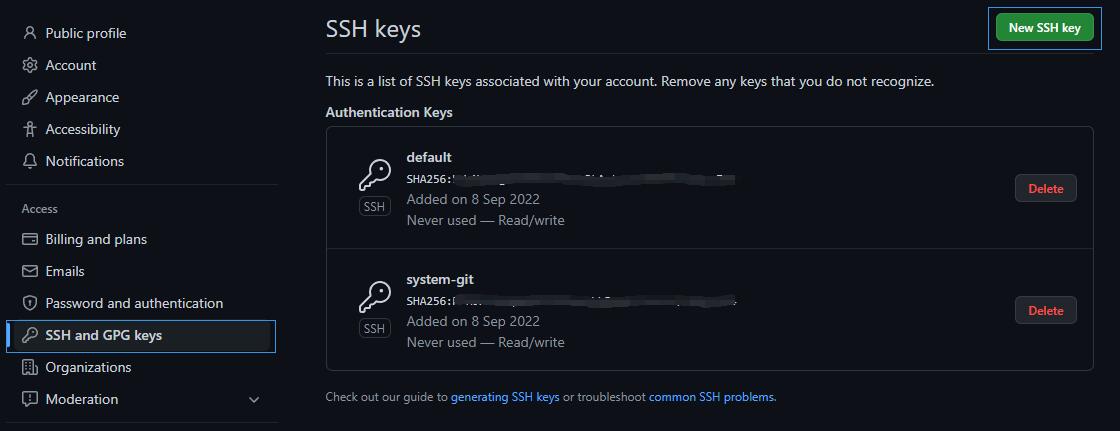 Public profile
Account
Appearance
Accessibility
Notifications
Access
Billing and plans
Emails
Password and authentication
SSH and GPG keys
Organizations
Moderation
SSH keys
New SSH key
This is a list of SSH keys associated with your account. Remove any keys that you do not recognize.
Authentication Keys
default
SHA256:
Added on 8 Sep 2022
Never used — Read/write
SSH
Delete
system-git
SHA256:
Added on 8 Sep 2022
Never used — Read/write
SSH
Delete
Check out our guide to generating SSH keys or troubleshoot common SSH problems.